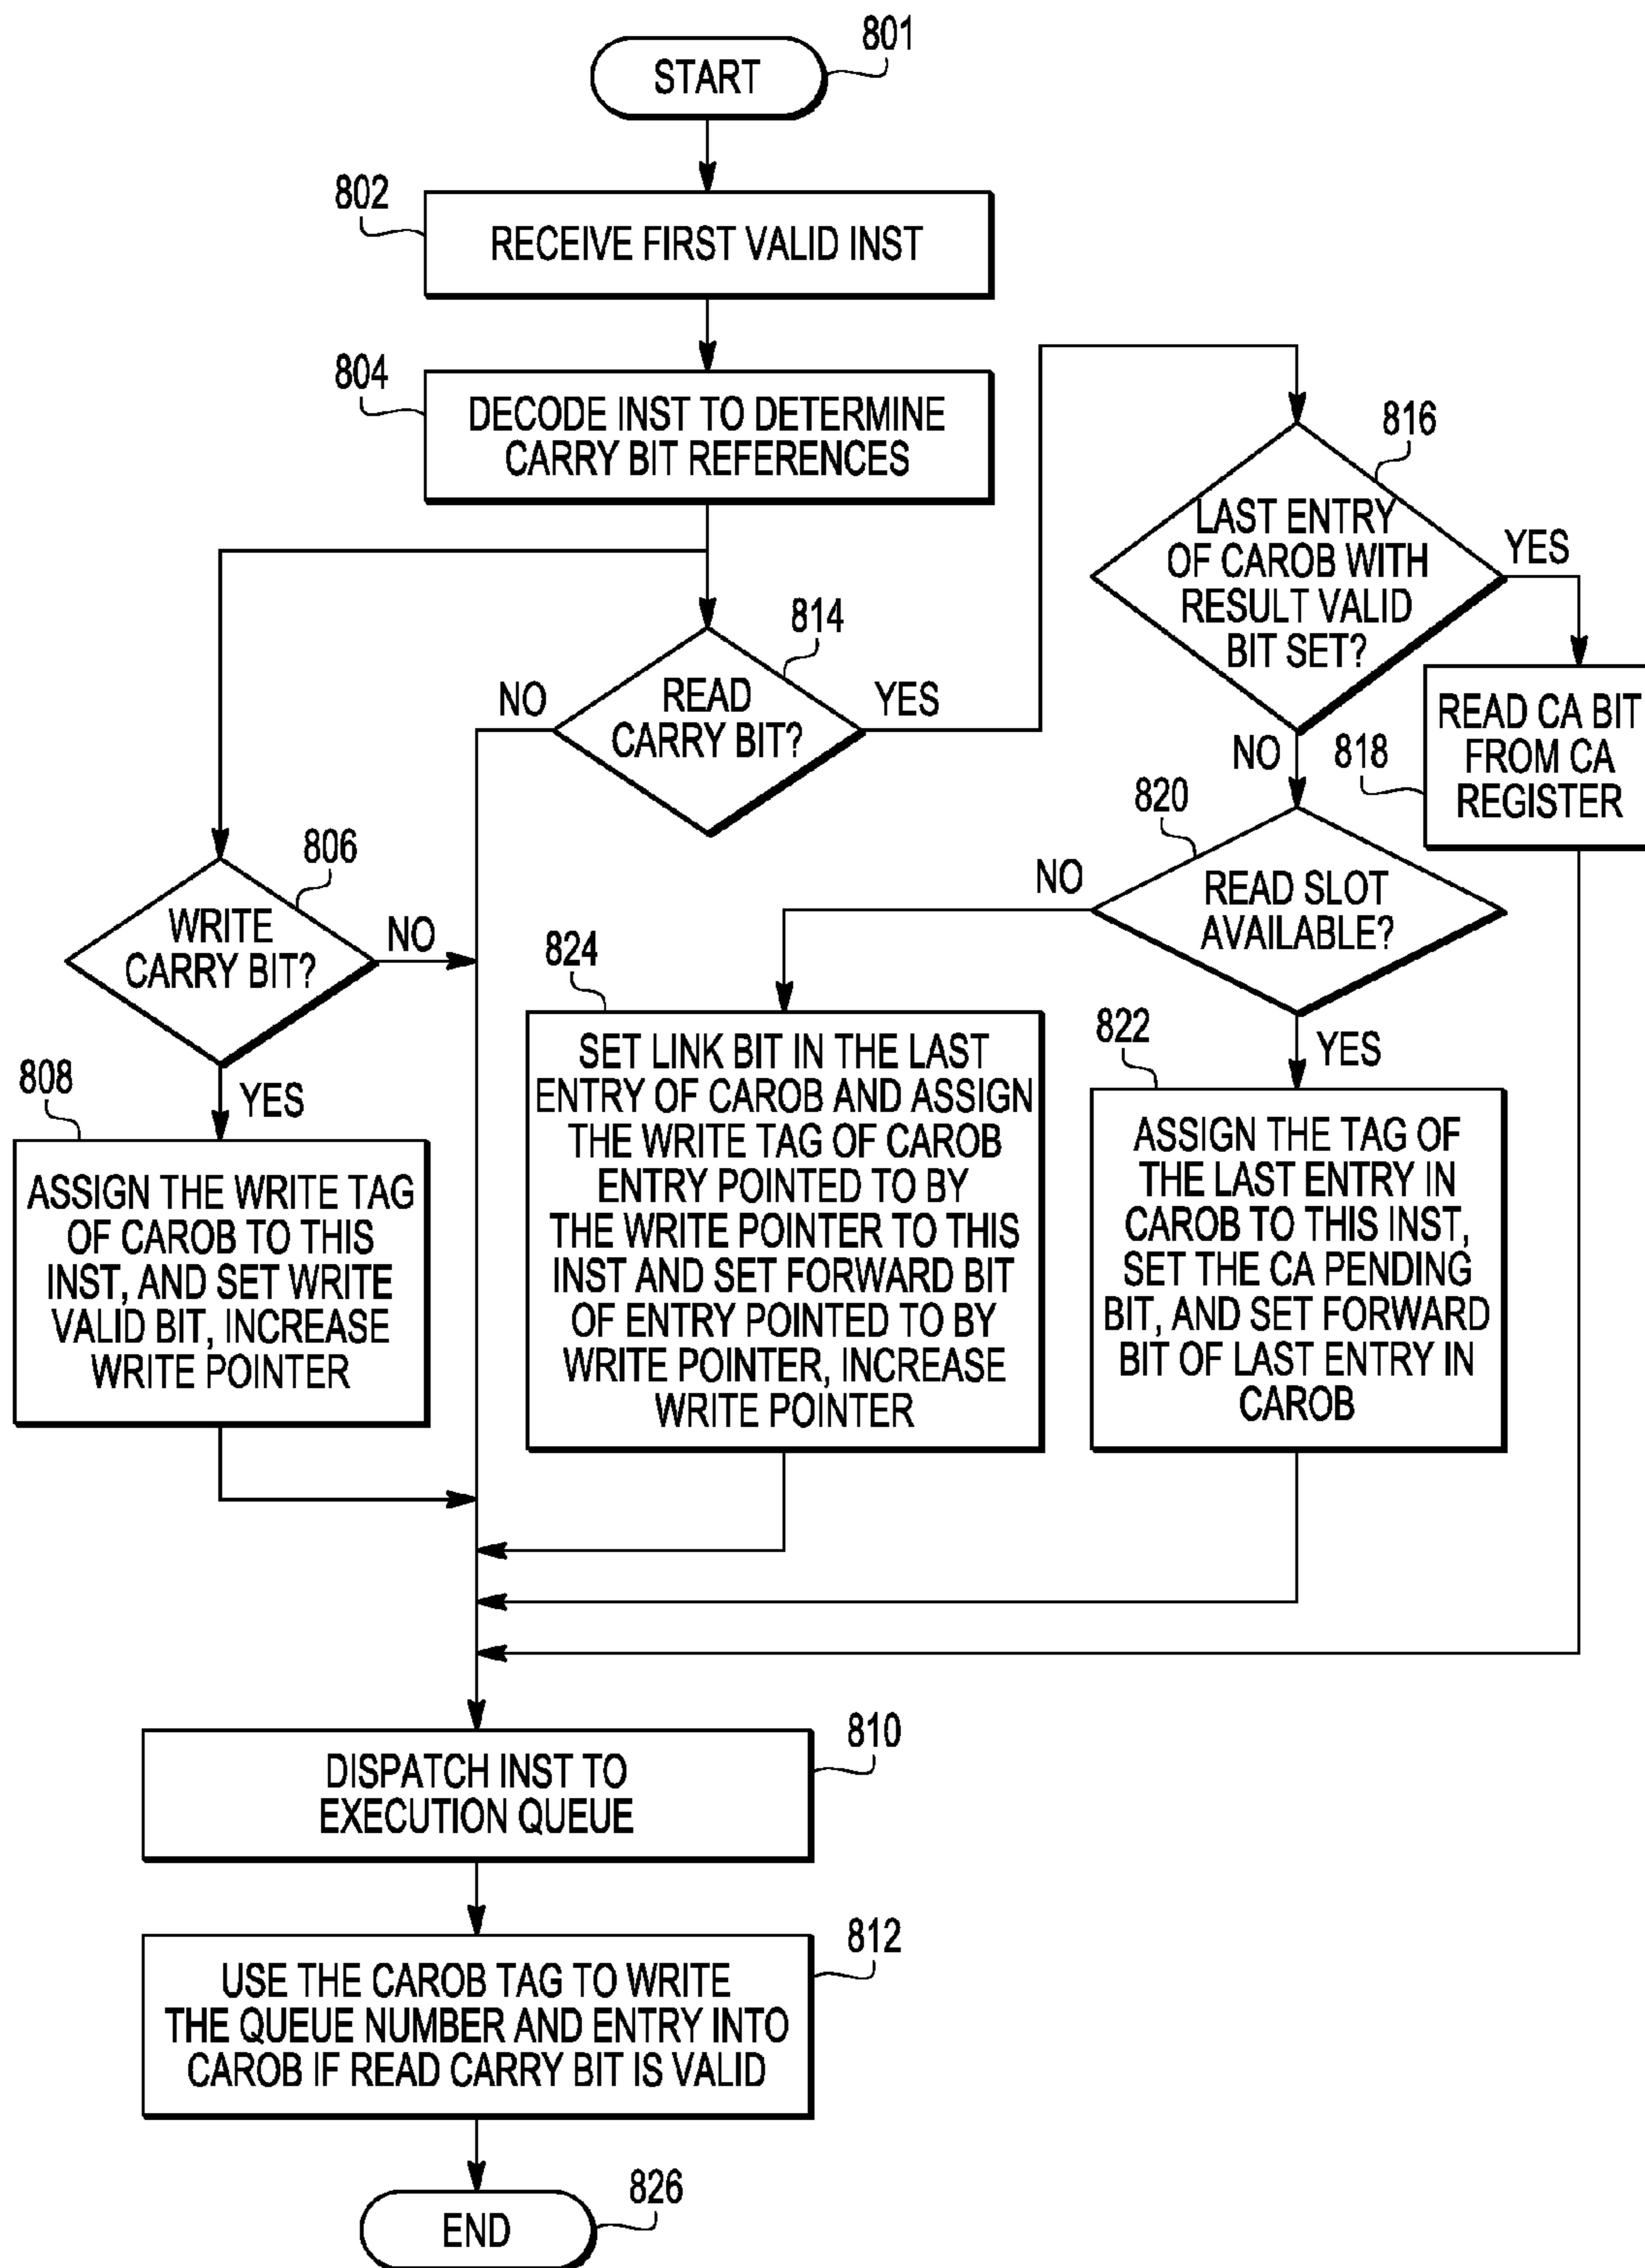 START
801
802
RECEIVE FIRST VALID INST
804
DECODE INST TO DETERMINE
CARRY BIT REFERENCES
816
LAST ENTRY
OF CAROB WITH
RESULT VALID
BIT SET?
YES
NO
814
READ
CARRY BIT?
NO
YES
818
READ CA BIT
FROM CA
REGISTER
820
READ SLOT
AVAILABLE?
NO
YES
806
WRITE
CARRY BIT?
NO
YES
808
ASSIGN THE WRITE TAG
OF CAROB TO THIS
INST, AND SET WRITE
VALID BIT, INCREASE
WRITE POINTER
824
SET LINK BIT IN THE LAST
ENTRY OF CAROB AND ASSIGN
THE WRITE TAG OF CAROB
ENTRY POINTED TO BY
THE WRITE POINTER TO THIS
INST AND SET FORWARD BIT
OF ENTRY POINTED TO BY
WRITE POINTER, INCREASE
WRITE POINTER
822
ASSIGN THE TAG OF
THE LAST ENTRY IN
CAROB TO THIS INST,
SET THE CA PENDING
BIT, AND SET FORWARD
BIT OF LAST ENTRY IN
CAROB
810
DISPATCH INST TO
EXECUTION QUEUE
812
USE THE CAROB TAG TO WRITE
THE QUEUE NUMBER AND ENTRY INTO
CAROB IF READ CARRY BIT IS VALID
826
END